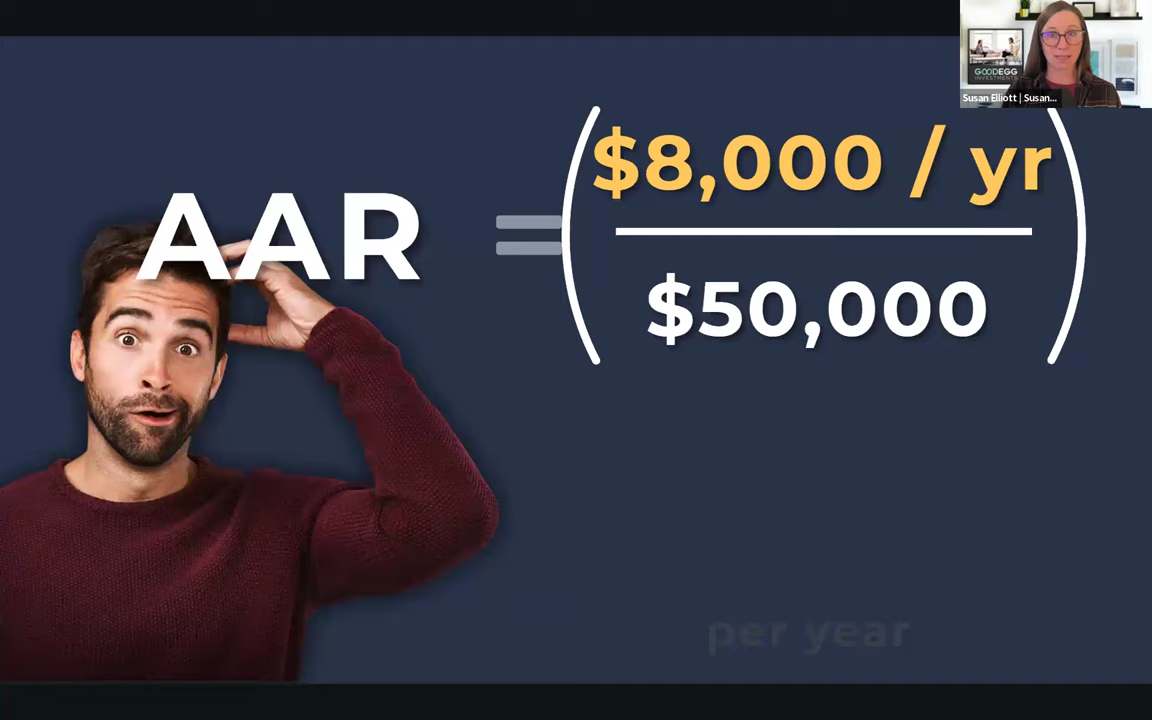 GOODEGG
INVESTMENTS
Susan Elliott | Susan...
AAR = ($8,000 / yr
$50,000)
per year